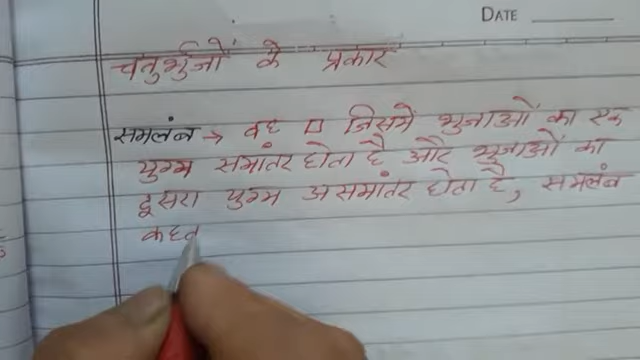 DATE
चतुर्भुजों के प्रकार
समलंब → वह □ जिसमे भुजाओं का एक
युग्म समांतर होता है और भुजाओं का
दूसरा युग्म असमांतर होता है, समलंब
कहत